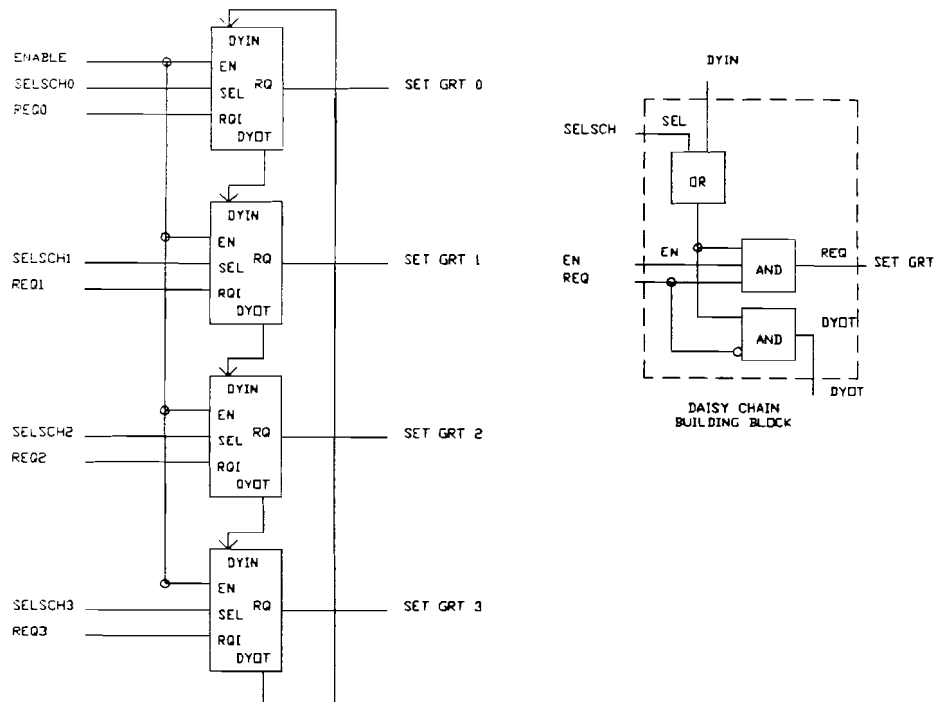 DYIN
ENABLE
EN
SELSCH0
SEL
RQ
SET GRT 0
REQ0
RQI
DYOT
DYIN
EN
SELSCH1
SEL
RQ
SET GRT 1
REQ1
RQI
DYOT
DYIN
EN
SELSCH2
SEL
RQ
SET GRT 2
REQ2
RQI
DYOT
DYIN
EN
SELSCH3
SEL
RQ
SET GRT 3
REQ3
RQI
DYOT
DYIN
SELSCH
SEL
OR
EN
EN
REQ
AND
REQ
SET GRT
AND
DYOT
DYOT
DAISY CHAIN
BUILDING BLOCK